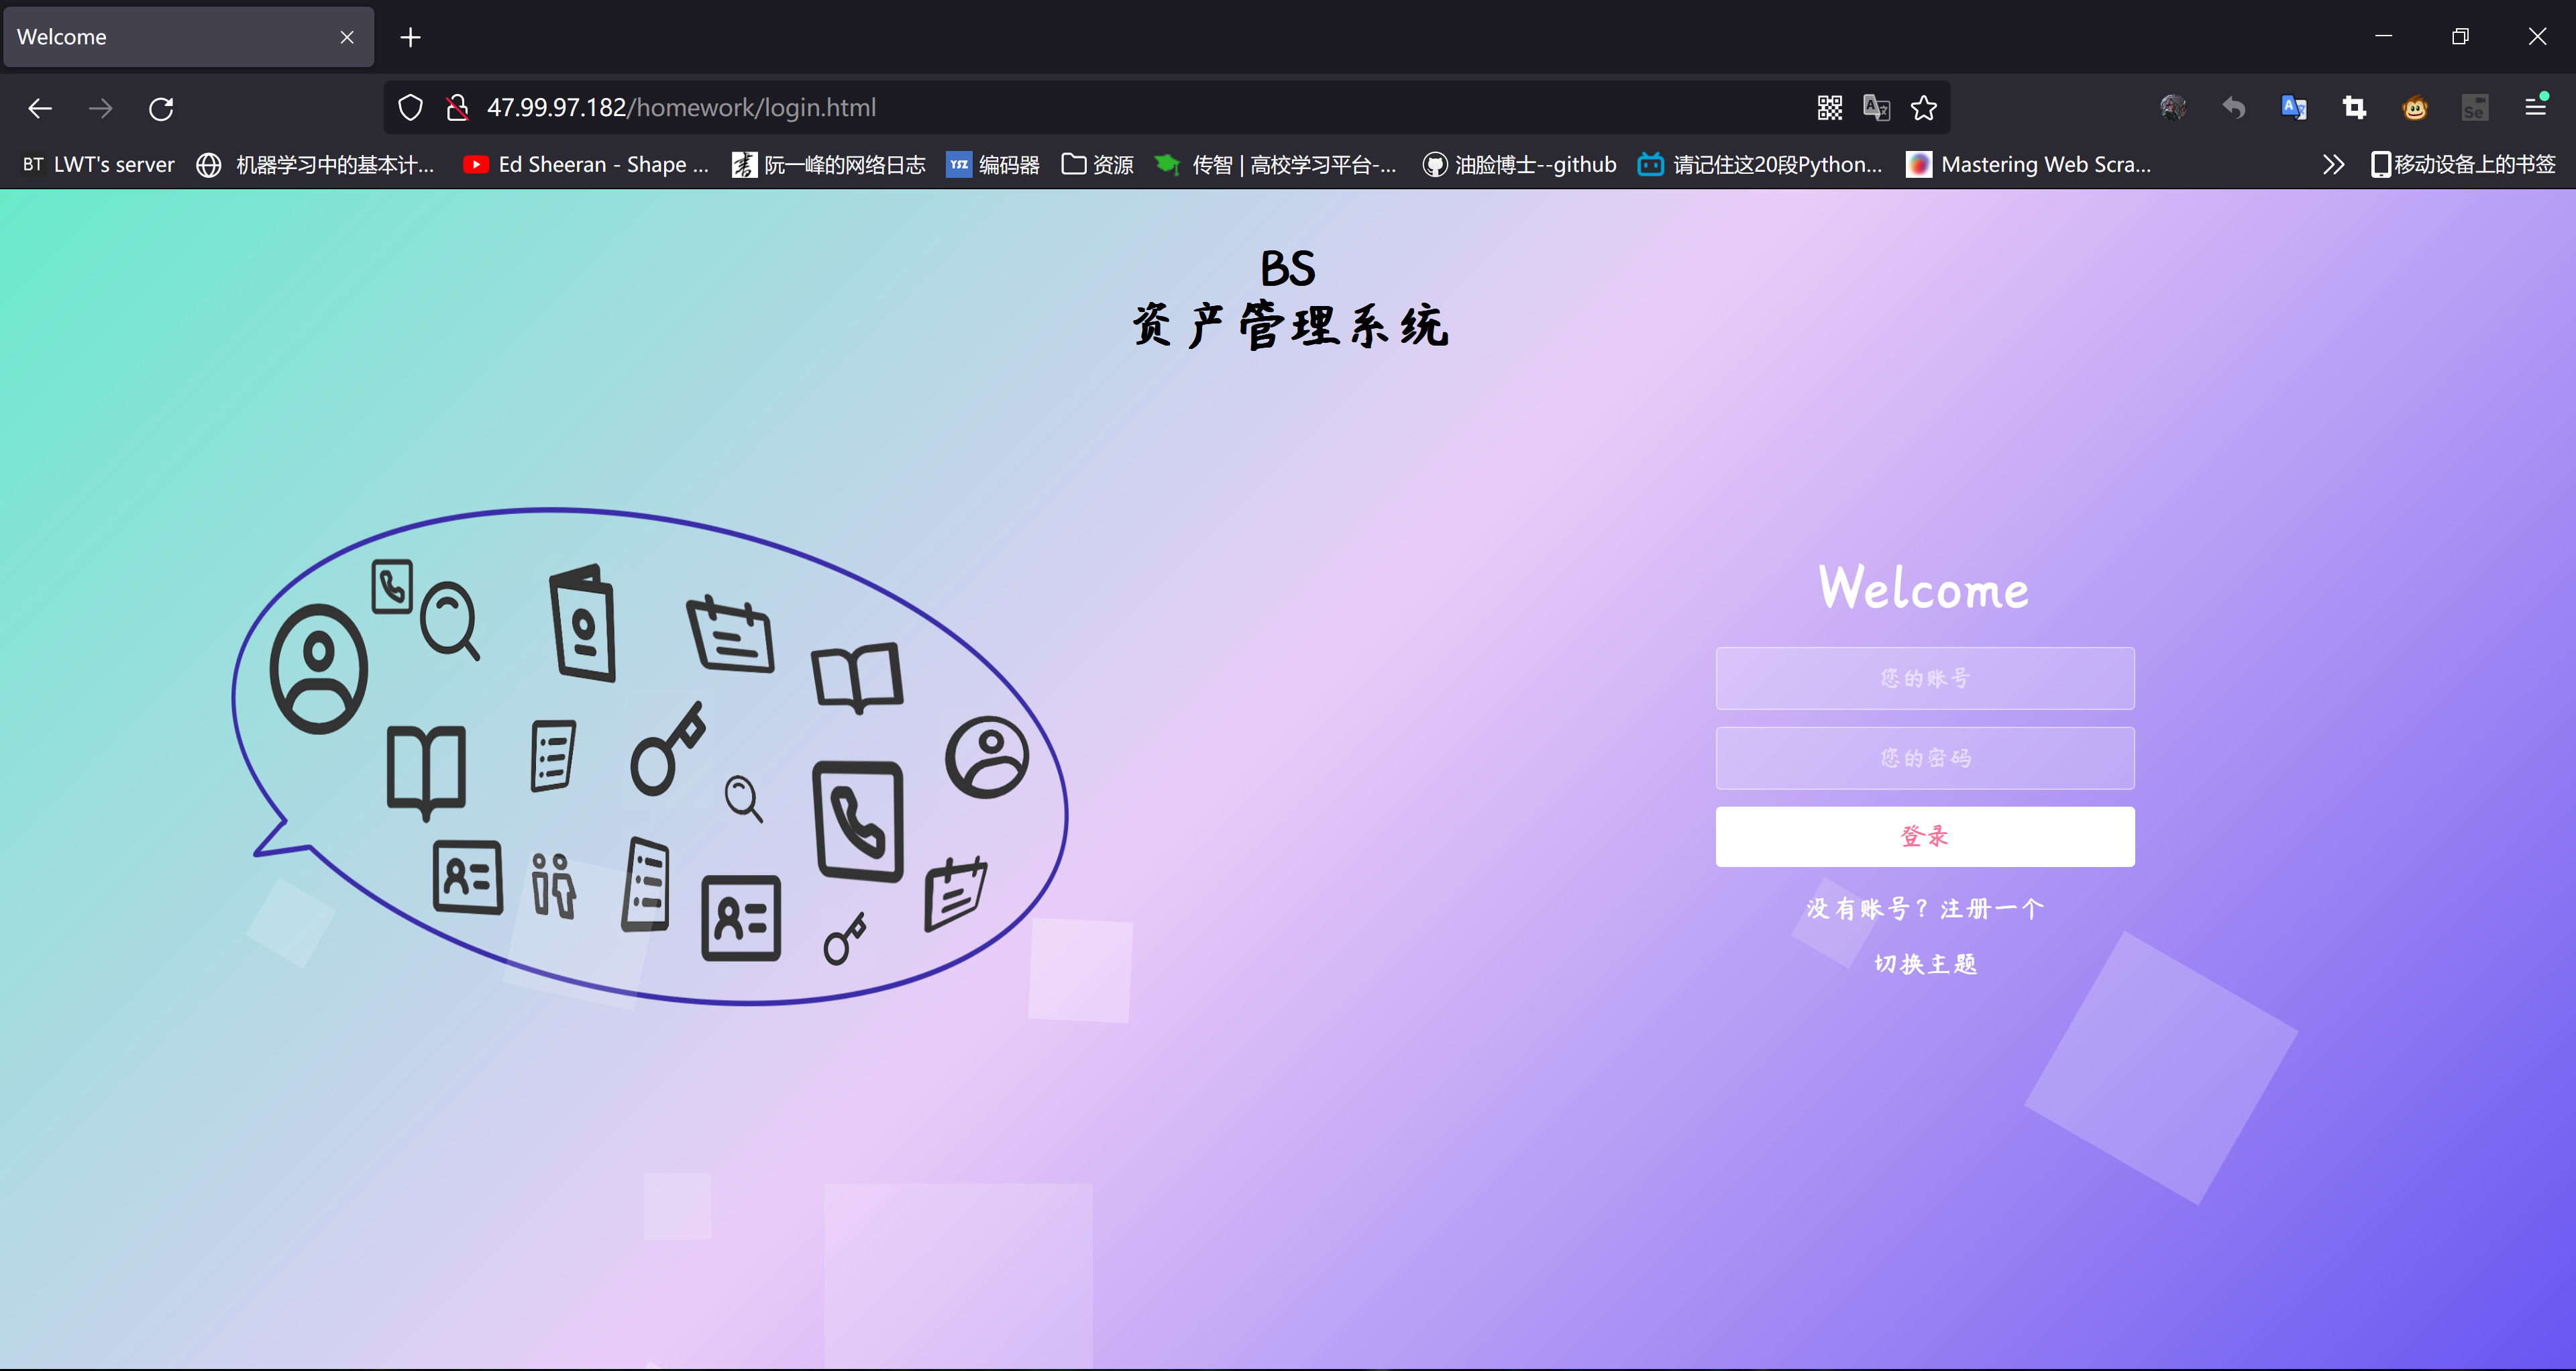 Welcome
47.99.97.182/homework/login.html
BT LWT's server
机器学习中的基本计...
Ed Sheeran - Shape ...
阮一峰的网络日志
YSZ 编码器
资源
传智 | 高校学习平台-...
油脸博士--github
请记住这20段Python...
Mastering Web Scra...
移动设备上的书签
Se
BS
资产管理系统
Welcome
您的账号
您的密码
登录
没有账号？注册一个
切换主题